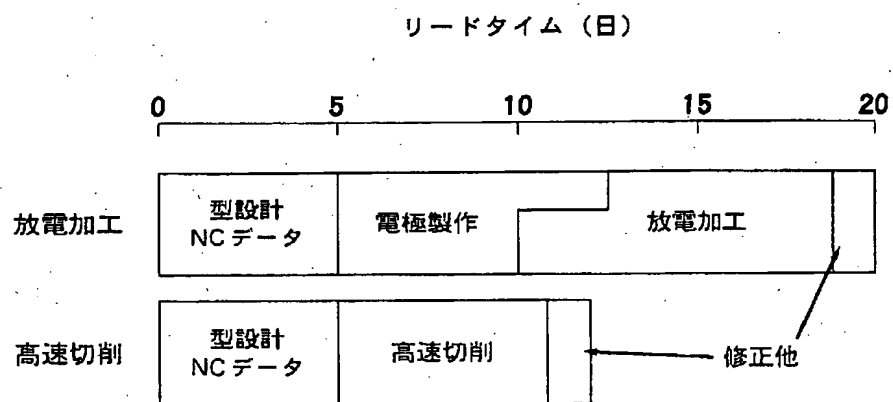 リードタイム（日）
0 5 10 15 20
放電加工
型設計
NCデータ
電極製作
放電加工
高速切削
型設計
NCデータ
高速切削
修正他